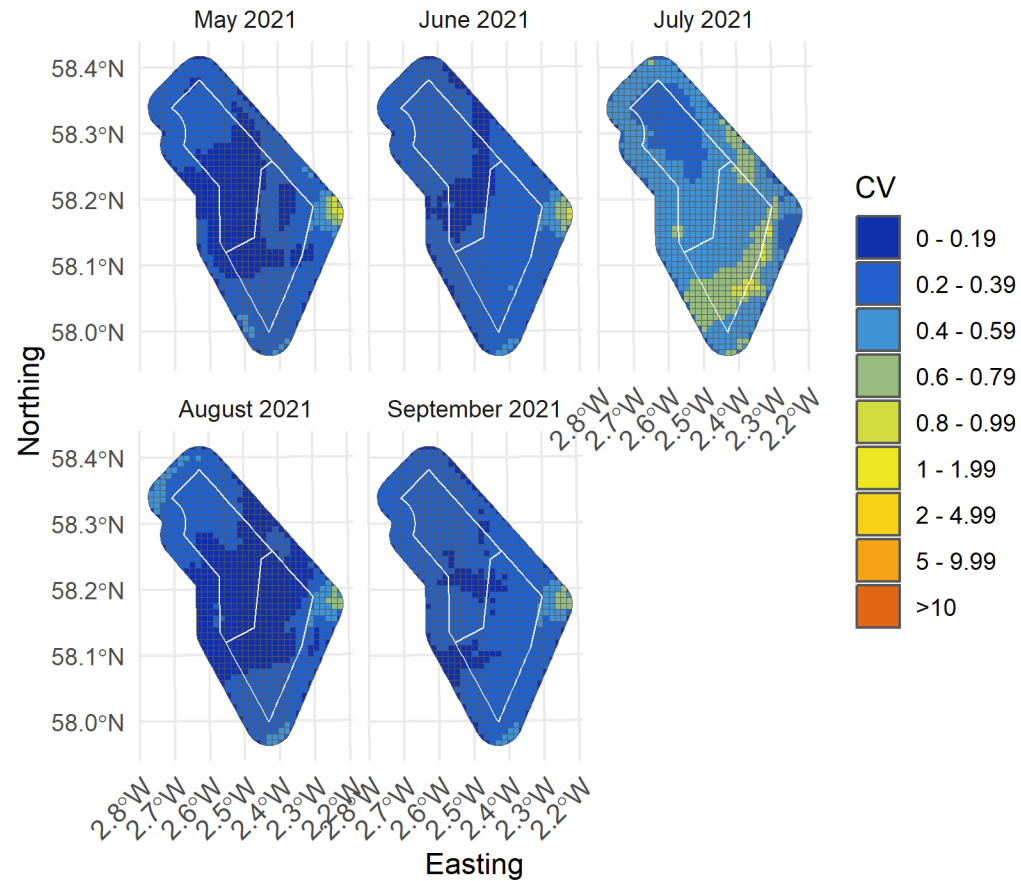 May 2021
June 2021
July 2021
58.4°N
58.3°N
58.2°N
58.1°N
58.0°N
2.8°W
2.7°W
2.6°W
2.5°W
2.4°W
2.3°W
2.2°W
August 2021
September 2021
58.4°N
58.3°N
58.2°N
58.1°N
58.0°N
2.8°W
2.7°W
2.6°W
2.5°W
2.4°W
2.3°W
2.2°W
2.8°W
2.7°W
2.6°W
2.5°W
2.4°W
2.3°W
2.2°W
Northing
Easting
CV
0 - 0.19
0.2 - 0.39
0.4 - 0.59
0.6 - 0.79
0.8 - 0.99
1 - 1.99
2 - 4.99
5 - 9.99
>10